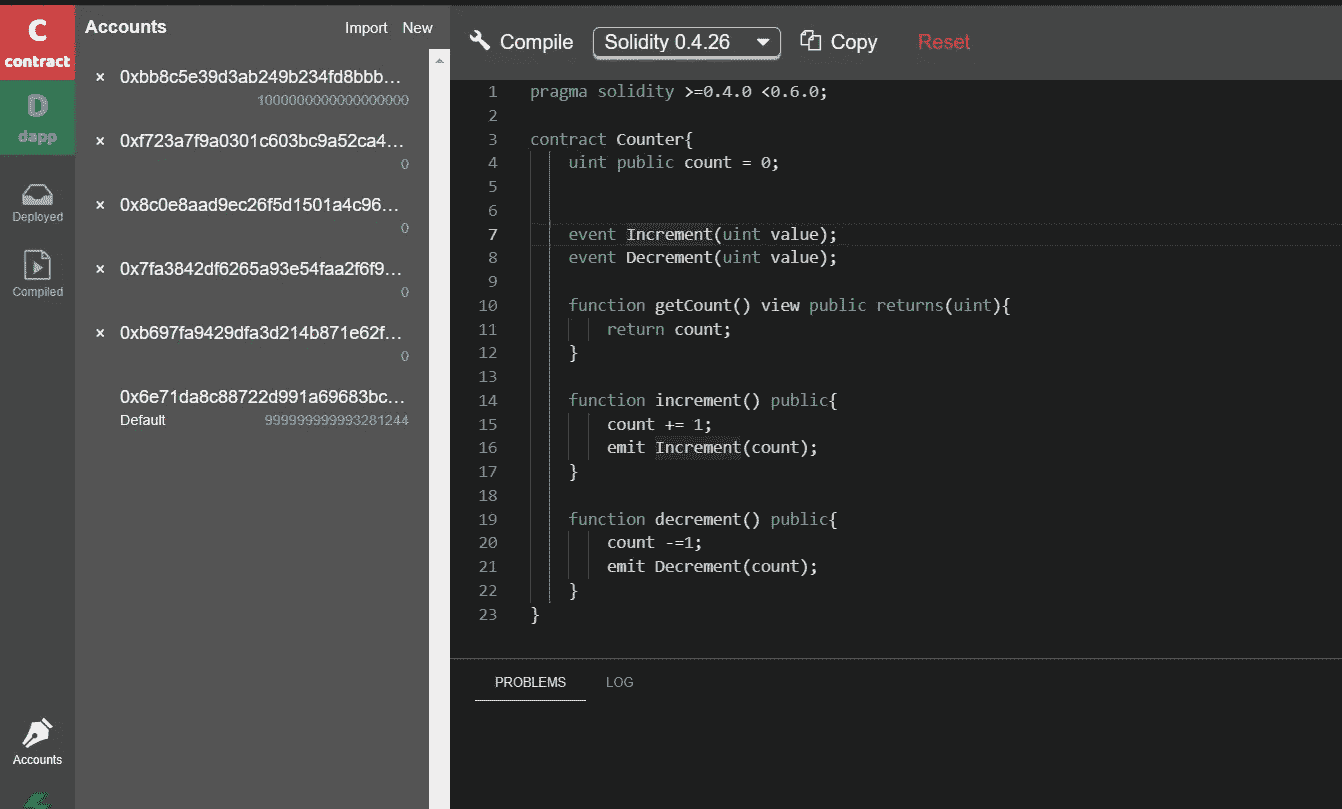 C
contract
D
dapp
Deployed
Compiled
Accounts
Accounts
Import New
× 0xbb8c5e39d3ab249b234fd8bbb...
1000000000000000000
× 0xf723a7f9a0301c603bc9a52ca4...
0
× 0x8c0e8aad9ec26f5d1501a4c96...
0
× 0x7fa3842df6265a93e54faa2f6f9...
0
× 0xb697fa9429dfa3d214b871e62f...
0
0x6e71da8c88722d991a69683bc...
Default 999999999993281244
Compile Solidity 0.4.26 Copy Reset
1 pragma solidity >=0.4.0 <0.6.0;
2
3 contract Counter{
4 uint public count = 0;
5
6
7 event Increment(uint value);
8 event Decrement(uint value);
9
10 function getCount() view public returns(uint){
11 return count;
12 }
13
14 function increment() public{
15 count += 1;
16 emit Increment(count);
17 }
18
19 function decrement() public{
20 count -=1;
21 emit Decrement(count);
22 }
23 }
PROBLEMS LOG